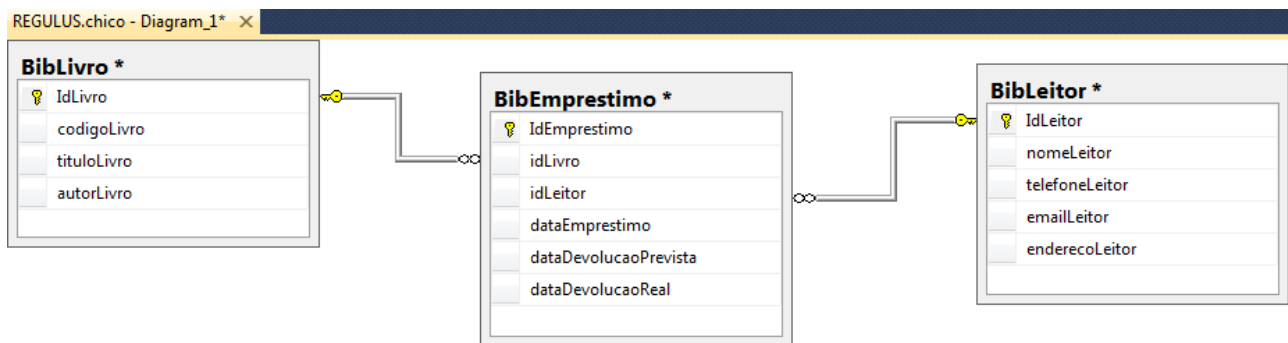 REGULUS.chico - Diagram_1* ×
BibLivro *
IdLivro
codigoLivro
tituloLivro
autorLivro
BibEmprestimo *
IdEmprestimo
idLivro
idLeitor
dataEmprestimo
dataDevolucaoPrevista
dataDevolucaoReal
BibLeitor *
IdLeitor
nomeLeitor
telefoneLeitor
emailLeitor
enderecoLeitor